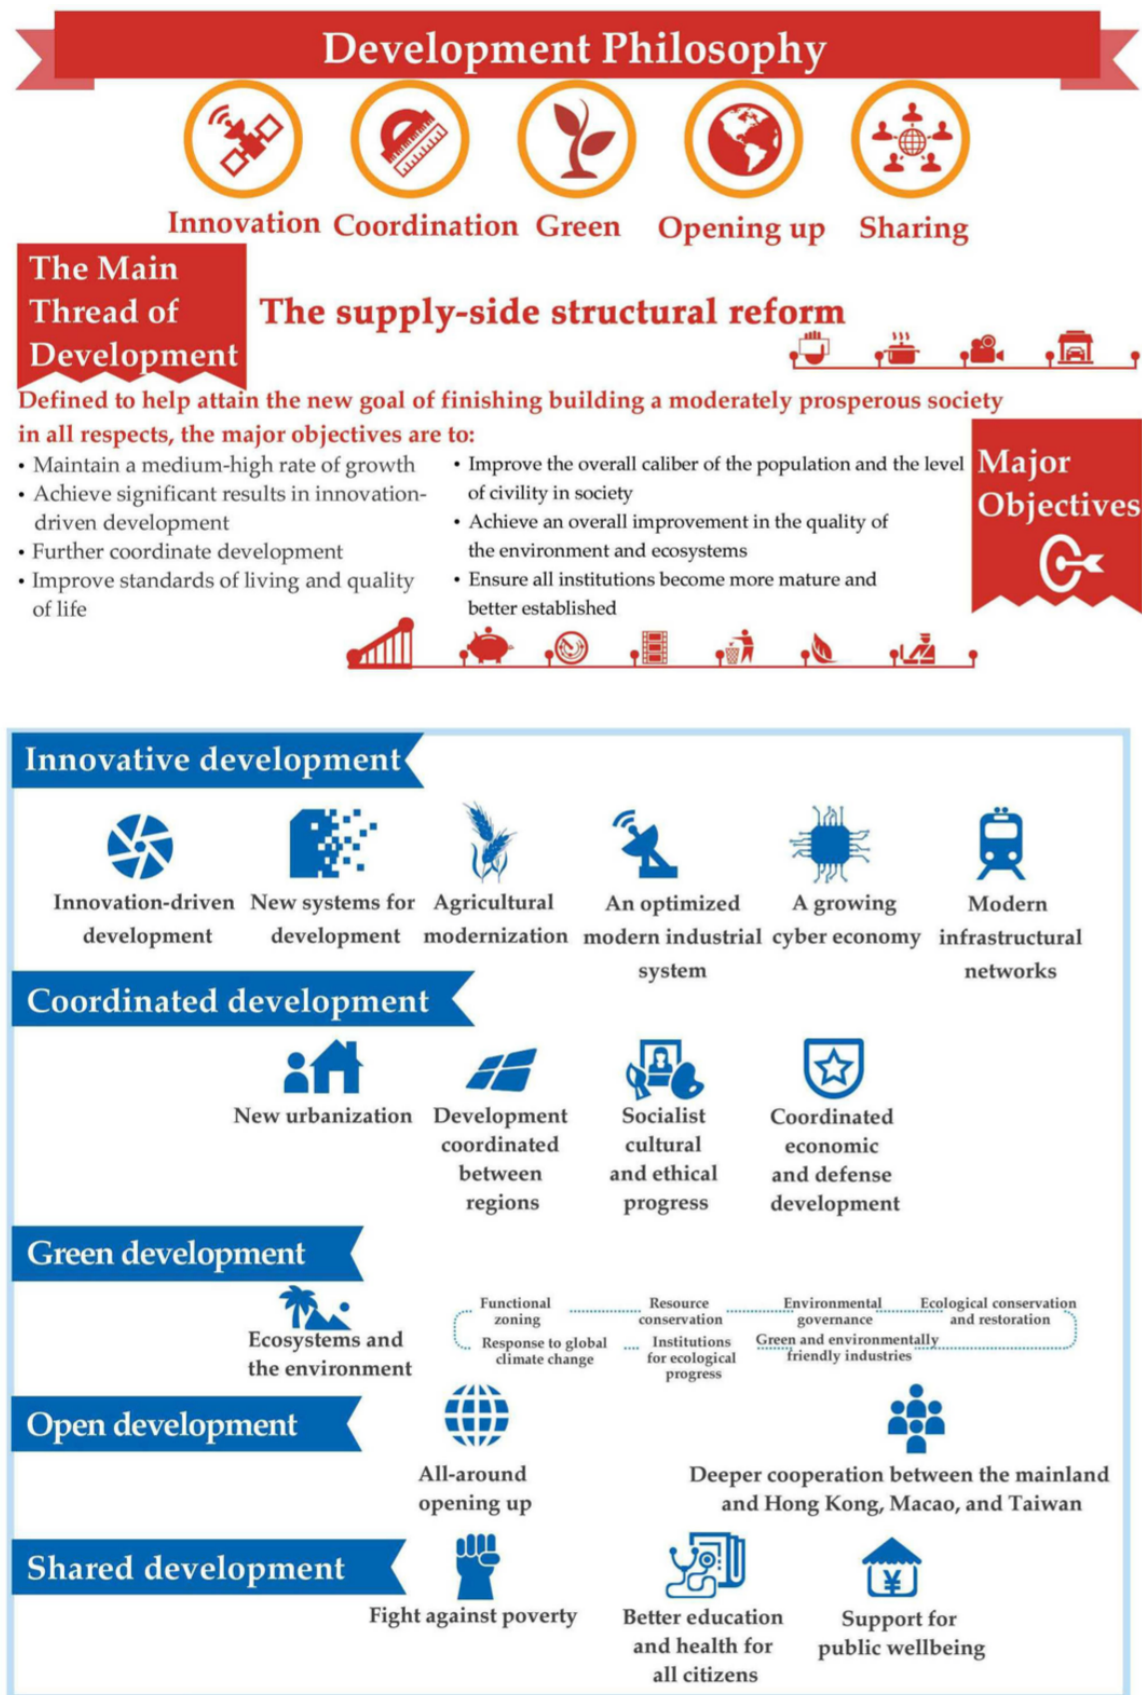 Development Philosophy
Innovation Coordination Green Opening up Sharing
The Main
Thread of
Development
The supply-side structural reform
Defined to help attain the new goal of finishing building a moderately prosperous society
in all respects, the major objectives are to:
• Maintain a medium-high rate of growth
• Achieve significant results in innovation-
driven development
• Further coordinate development
• Improve standards of living and quality
of life
• Improve the overall caliber of the population and the level
of civility in society
• Achieve an overall improvement in the quality of
the environment and ecosystems
• Ensure all institutions become more mature and
better established
Major
Objectives
Innovative development
Innovation-driven
development
New systems for
development
Agricultural
modernization
An optimized
modern industrial
system
A growing
cyber economy
Modern
infrastructural
networks
Coordinated development
New urbanization
Development
coordinated
between
regions
Socialist
cultural
and ethical
progress
Coordinated
economic
and defense
development
Green development
Ecosystems and
the environment
Functional
zoning
Resource
conservation
Environmental
governance
Ecological conservation
and restoration
Response to global
climate change
Institutions
for ecological
progress
Green and environmentally
friendly industries
Open development
All-around
opening up
Deeper cooperation between the mainland
and Hong Kong, Macao, and Taiwan
Shared development
Fight against poverty
Better education
and health for
all citizens
¥
Support for
public wellbeing